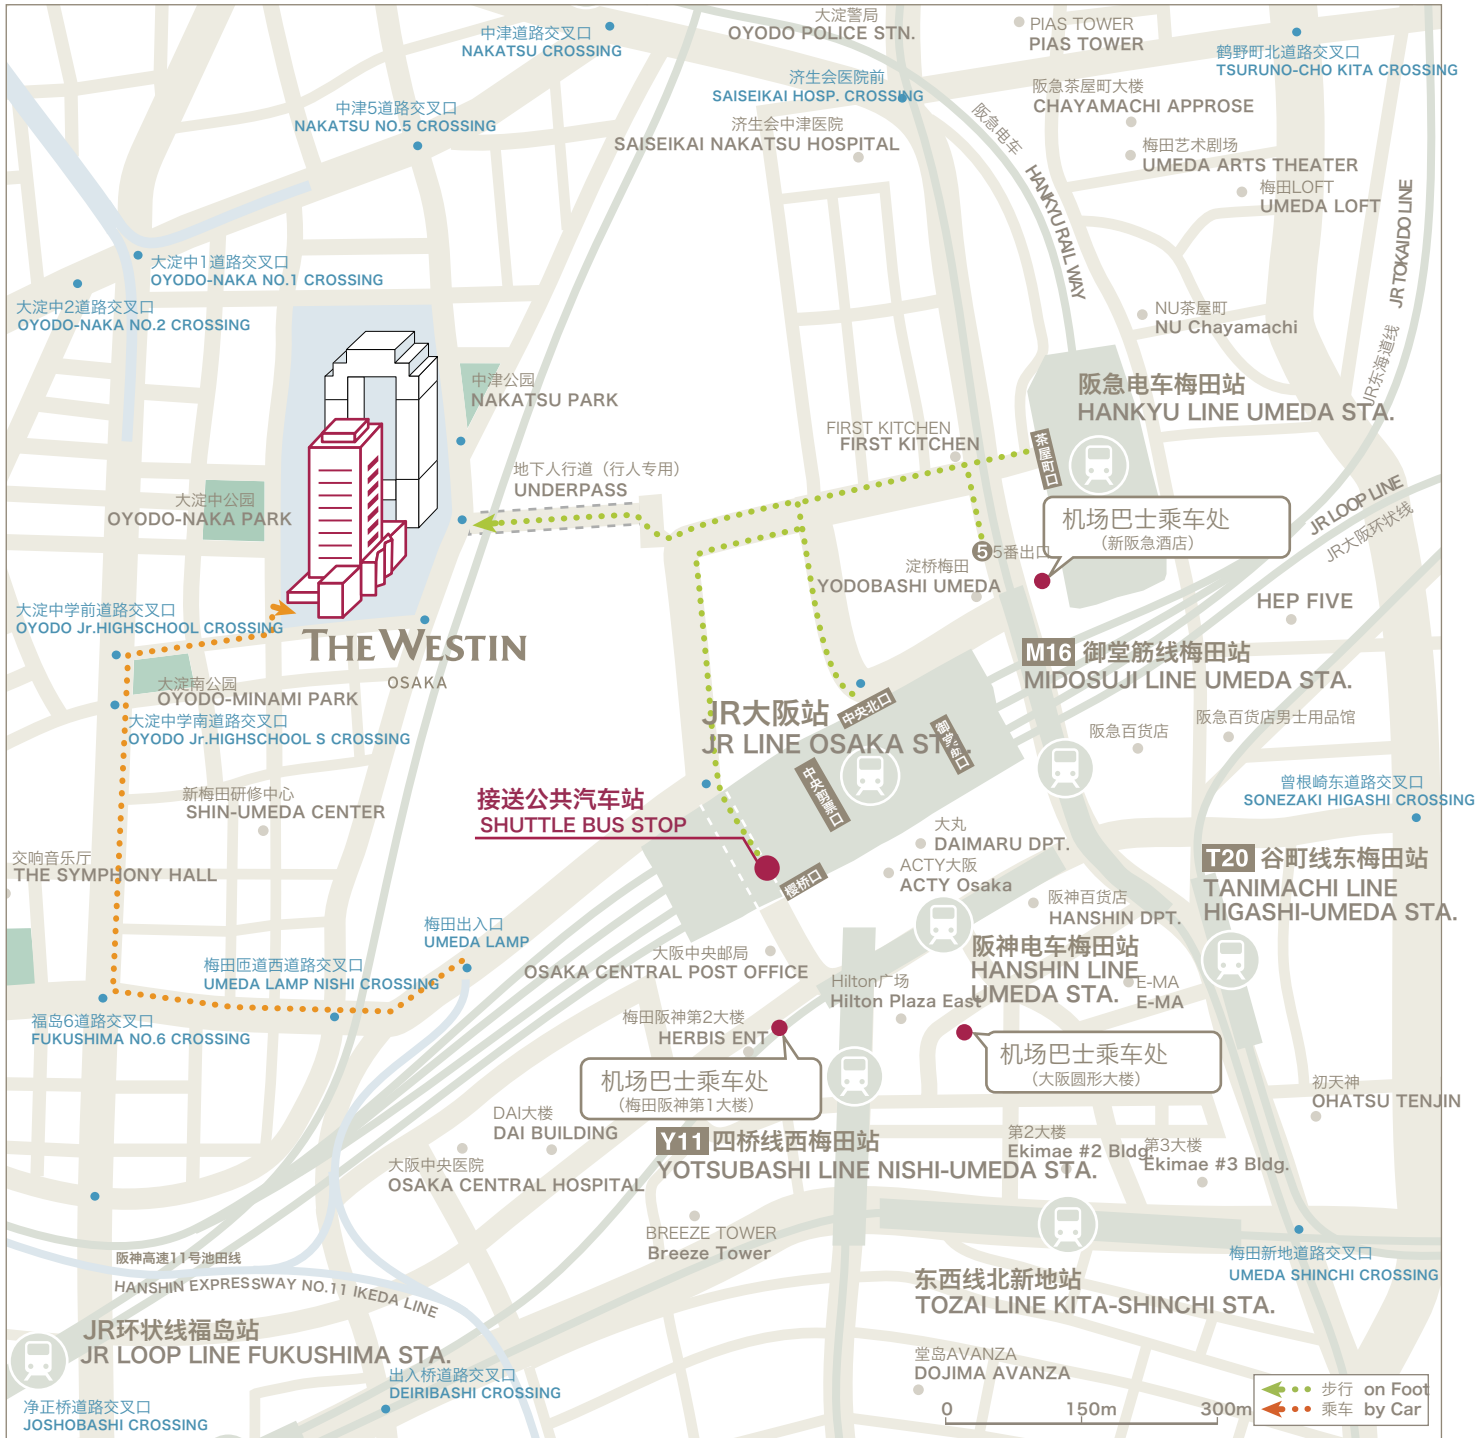 中津道路交叉口
NAKATSU CROSSING
大淀警局
OYODO POLICE STN.
PIAS TOWER
PIAS TOWER
鹤野町北道路交叉口
TSURUNO-CHO KITA CROSSING
济生会医院前
SAISEIKAI HOSP. CROSSING
阪急茶屋町大楼
CHAYAMACHI APPROSE
中津5道路交叉口
NAKATSU NO.5 CROSSING
济生会中津医院
SAISEIKAI NAKATSU HOSPITAL
阪急电车
HANKYU RAILWAY
梅田艺术剧场
UMEDA ARTS THEATER
梅田LOFT
UMEDA LOFT
JR TOKAIDO LINE
JR东海道线
大淀中1道路交叉口
OYODO-NAKA NO.1 CROSSING
大淀中2道路交叉口
OYODO-NAKA NO.2 CROSSING
NU茶屋町
NU Chayamachi
中津公园
NAKATSU PARK
阪急电车梅田站
HANKYU LINE UMEDA STA.
FIRST KITCHEN
FIRST KITCHEN
茶屋町口
地下人行道（行人专用）
UNDERPASS
大淀中公园
OYODO-NAKA PARK
机场巴士乘车处
（新阪急酒店）
JR LOOP LINE
JR大阪环状线
5
5番出口
淀桥梅田
YODOBASHI UMEDA
HEP FIVE
大淀中学前道路交叉口
OYODO Jr.HIGHSCHOOL CROSSING
THE WESTIN
OSAKA
M16 御堂筋线梅田站
MIDOSUJI LINE UMEDA STA.
大淀南公园
OYODO-MINAMI PARK
大淀中学南道路交叉口
OYODO Jr.HIGHSCHOOL S CROSSING
中央北口
JR大阪站
JR LINE OSAKA ST
御堂筋口
中央剪票口
阪急百货店
阪急百货店男士用品馆
新梅田研修中心
SHIN-UMEDA CENTER
接送公共汽车站
SHUTTLE BUS STOP
曾根崎东道路交叉口
SONEZAKI HIGASHI CROSSING
大丸
DAIMARU DPT.
交响音乐厅
THE SYMPHONY HALL
樱桥口
ACTY大阪
ACTY Osaka
T20 谷町线东梅田站
TANIMACHI LINE
HIGASHI-UMEDA STA.
阪神百货店
HANSHIN DPT.
梅田出入口
UMEDA LAMP
梅田匝道西道路交叉口
UMEDA LAMP NISHI CROSSING
大阪中央邮局
OSAKA CENTRAL POST OFFICE
阪神电车梅田站
HANSHIN LINE
UMEDA STA.
Hilton广场
Hilton Plaza East
E-MA
E-MA
福岛6道路交叉口
FUKUSHIMA NO.6 CROSSING
梅田阪神第2大楼
HERBIS ENT
机场巴士乘车处
（梅田阪神第1大楼）
机场巴士乘车处
（大阪圆形大楼）
初天神
OHATSU TENJIN
DAI大楼
DAI BUILDING
Y11 四桥线西梅田站
YOTSUBASHI LINE NISHI-UMEDA STA.
第2大楼
Ekimae #2 Bldg.
第3大楼
Ekimae #3 Bldg.
大阪中央医院
OSAKA CENTRAL HOSPITAL
BREEZE TOWER
Breeze Tower
阪神高速11号池田线
HANSHIN EXPRESSWAY NO.11 IKEDA LINE
梅田新地道路交叉口
UMEDA SHINCHI CROSSING
东西线北新地站
TOZAI LINE KITA-SHINCHI STA.
JR环状线福岛站
JR LOOP LINE FUKUSHIMA STA.
堂岛AVANZA
DOJIMA AVANZA
出入桥道路交叉口
DEIRIBASHI CROSSING
净正桥道路交叉口
JOSHOBASHI CROSSING
步行 on Foot
乘车 by Car
0 150m 300m